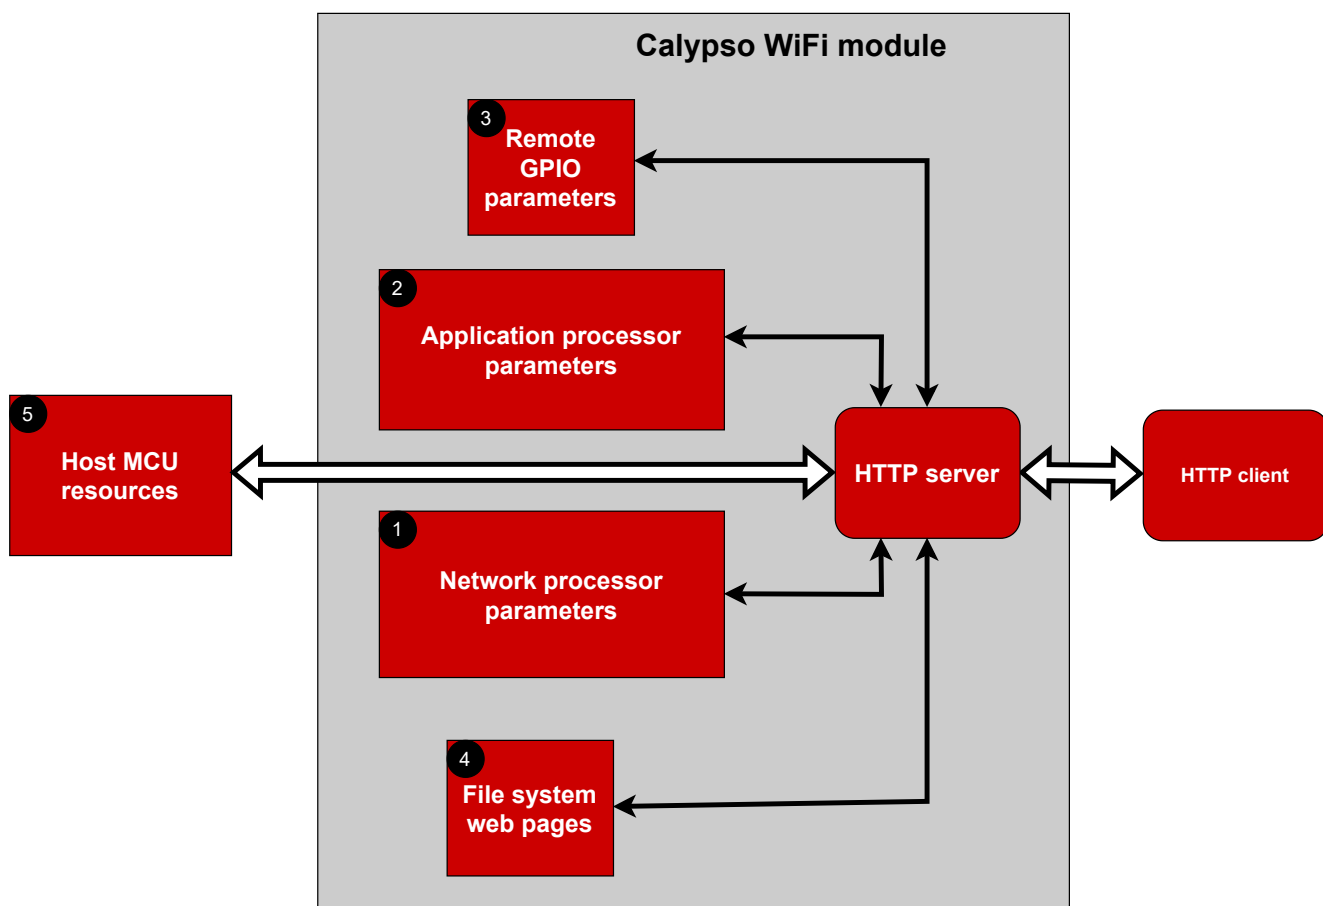 Calypso WiFi module
3
Remote
GPIO
parameters
2
Application processor
parameters
5
Host MCU
resources
HTTP server
HTTP client
1
Network processor
parameters
4
File system
web pages